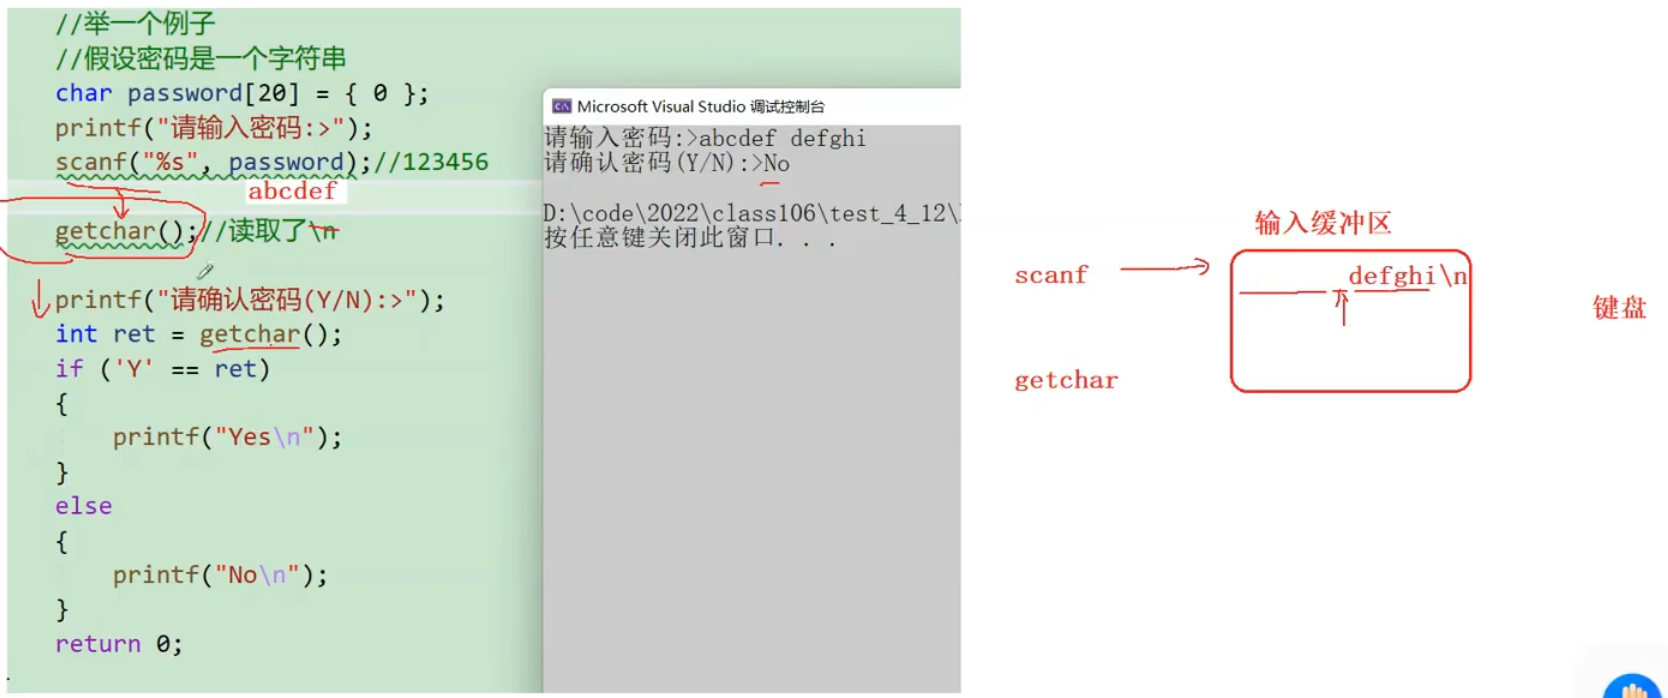 //举一个例子
//假设密码是一个字符串
char password[20] = { 0 };
printf("请输入密码:>");
scanf("%s", password);//123456
abcdef
getchar();//读取了\n
printf("请确认密码(Y/N):>");
int ret = getchar();
if ('Y' == ret)
{
printf("Yes\n");
}
else
{
printf("No\n");
}
return 0;
Microsoft Visual Studio 调试控制台
请输入密码:>abcdef defghi
请确认密码(Y/N):>No
D:\code\2022\class106\test_4_12\
按任意键关闭此窗口. . .
输入缓冲区
scanf
defghi\n
键盘
getchar